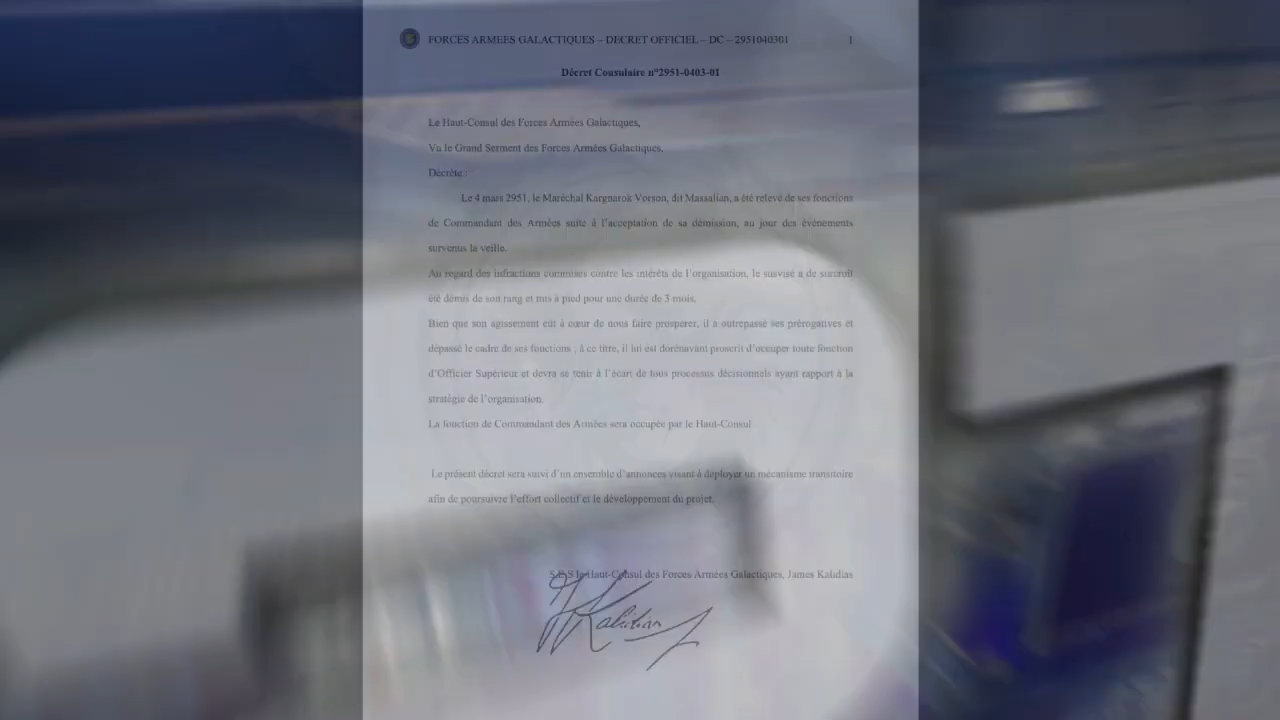 FORCES ARMEES GALACTIQUES – DECRET OFFICIEL – DC – 2951040301 1
Décret Consulaire n°2951-0403-01
Le Haut-Consul des Forces Armées Galactiques,
Vu le Grand Serment des Forces Armées Galactiques,
Décrète :
Le 4 mars 2951, le Maréchal Kargnarok Vorson, dit Massalian, a été relevé de ses fonctions
de Commandant des Armées suite à l’acceptation de sa démission, au jour des évènements
survenus la veille.
Au regard des infractions commises contre les intérêts de l’organisation, le susvisé a de surcroit
été démis de son rang et mis à pied pour une durée de 3 mois.
Bien que son agissement eût à cœur de nous faire prospérer, il a outrepassé ses prérogatives et
dépassé le cadre de ses fonctions ; à ce titre, il lui est dorénavant proscrit d’occuper toute fonction
d’Officier Supérieur et devra se tenir à l’écart de tous processus décisionnels ayant rapport à la
stratégie de l’organisation.
La fonction de Commandant des Armées sera occupée par le Haut-Consul
Le présent décret sera suivi d’un ensemble d’annonces visant à déployer un mécanisme transitoire
afin de poursuivre l’effort collectif et le développement du projet.
S.E.S le Haut-Consul des Forces Armées Galactiques, James Kalidias